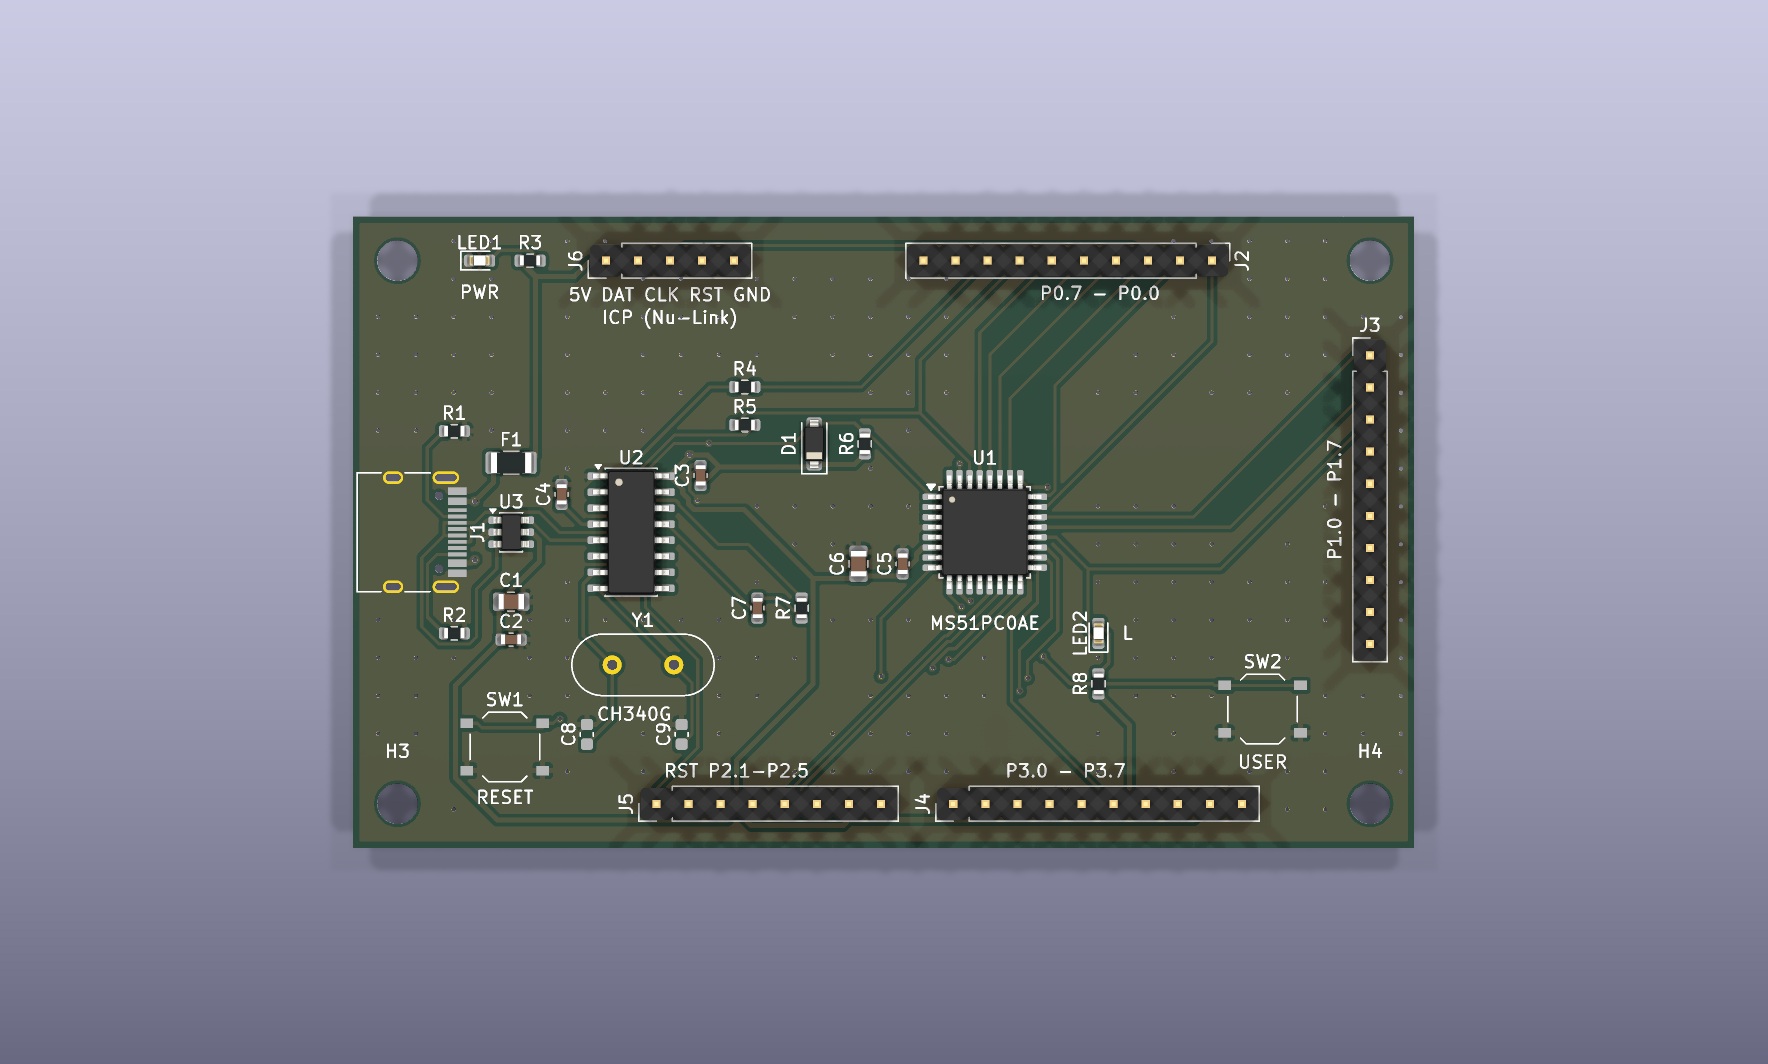 LED1
R3
PWR
J6
5V DAT CLK RST GND
ICP (Nu-Link)
J2
P0.7 - P0.0
J3
P1.0 - P1.7
R4
R5
R1
F1
U2
D1
R6
U1
C3
C4
U3
J1
C6
C5
C1
C2
R2
C7
R7
MS51PC0AE
Y1
LED2
L
R8
SW2
SW1
CH340G
C8
C9
H3
H4
USER
RST P2.1-P2.5
P3.0 - P3.7
RESET
J5
J4